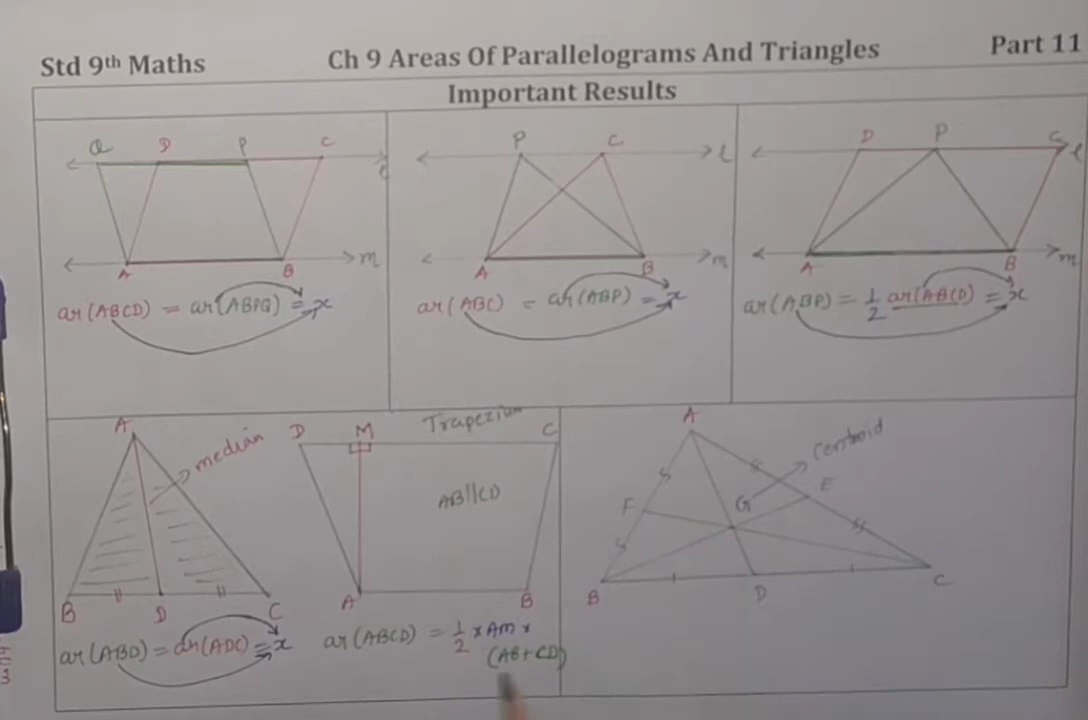 Std 9th Maths Ch 9 Areas Of Parallelograms And Triangles Part 11
Important Results
Q D P C l
A B m
ar(ABCD) = ar(ABPQ) = x
P C l
A B m
ar(ABC) = ar(ABP) = x
D P C l
A B m
ar(ABP) = 1/2 ar(ABCD) = x
A
median
B D C
ar(ABD) = ar(ADC) = x
Trapezium
D M C
AB||CD
A B
ar(ABCD) = 1/2 × AM ×
(AB+CD)
A
Centroid
F G E
B D C